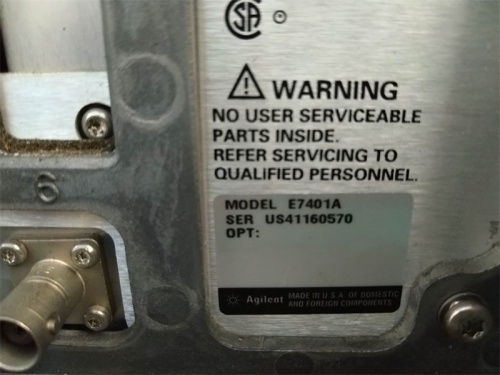 SA
WARNING
NO USER SERVICEABLE
PARTS INSIDE.
REFER SERVICING TO
QUALIFIED PERSONNEL.
6
MODEL E7401A
SER US41160570
OPT:
Agilent MADE IN U.S.A. OF DOMESTIC
AND FOREIGN COMPONENTS